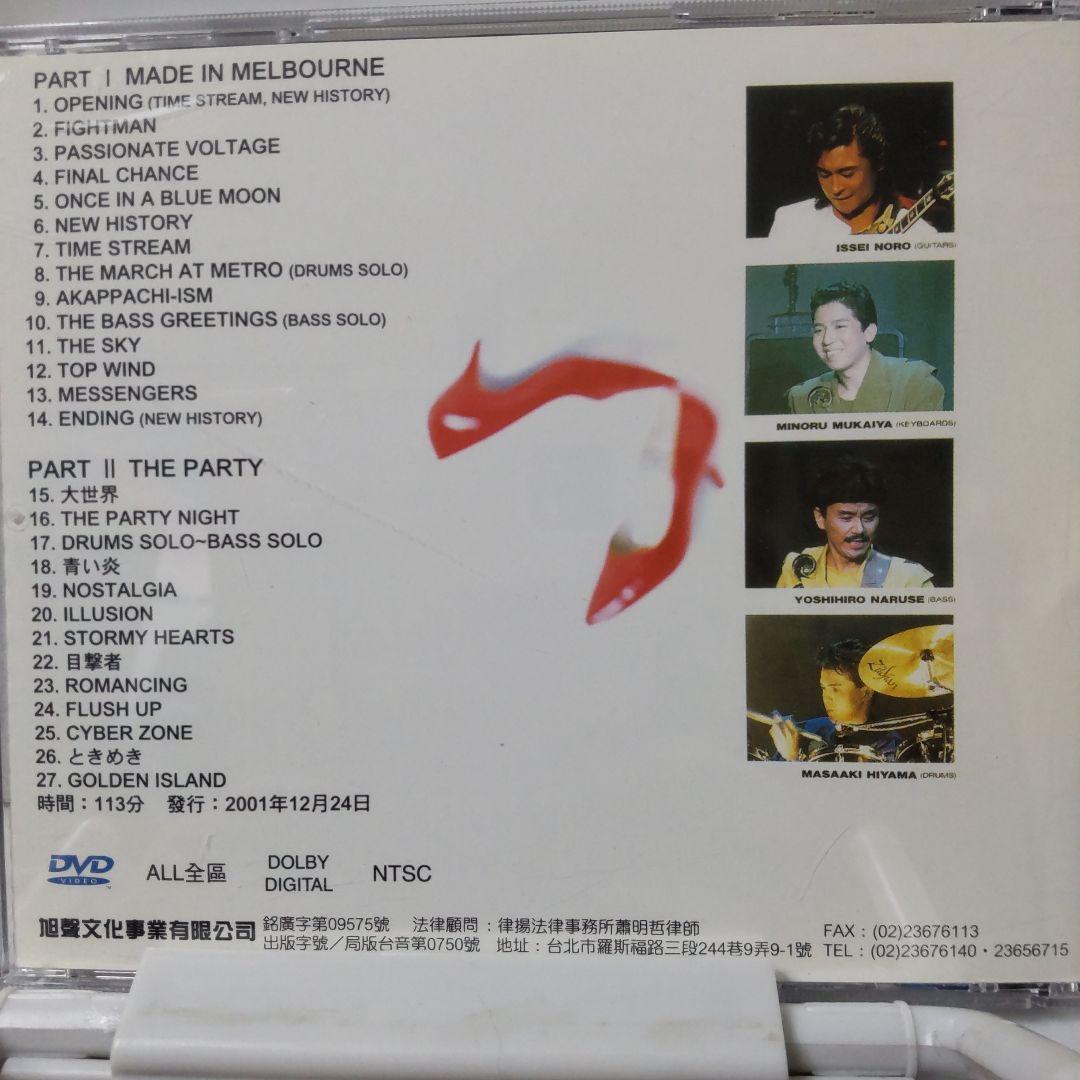 PART I MADE IN MELBOURNE
1. OPENING (TIME STREAM, NEW HISTORY)
2. FIGHTMAN
3. PASSIONATE VOLTAGE
4. FINAL CHANCE
5. ONCE IN A BLUE MOON
6. NEW HISTORY
7. TIME STREAM
8. THE MARCH AT METRO (DRUMS SOLO)
9. AKAPPACHI-ISM
10. THE BASS GREETINGS (BASS SOLO)
11. THE SKY
12. TOP WIND
13. MESSENGERS
14. ENDING (NEW HISTORY)
PART II THE PARTY
15. 大世界
16. THE PARTY NIGHT
17. DRUMS SOLO~BASS SOLO
18. 青い炎
19. NOSTALGIA
20. ILLUSION
21. STORMY HEARTS
22. 目撃者
23. ROMANCING
24. FLUSH UP
25. CYBER ZONE
26. ときめき
27. GOLDEN ISLAND
時間：113分 發行：2001年12月24日
ISSEI NORO (GUITARS)
MINORU MUKAIYA (KEYBOARDS)
YOSHIHIRO NARUSE (BASS)
Zildjian
MASAAKI HIYAMA (DRUMS)
DVD VIDEO ™
ALL全區
DOLBY DIGITAL
NTSC
旭聲文化事業有限公司
銘廣字第09575號 法律顧問：律揚法律事務所蕭明哲律師
出版字號／局版台音第0750號 地址：台北市羅斯福路三段244巷9弄9-1號
FAX：(02)23676113
TEL：(02)23676140・23656715